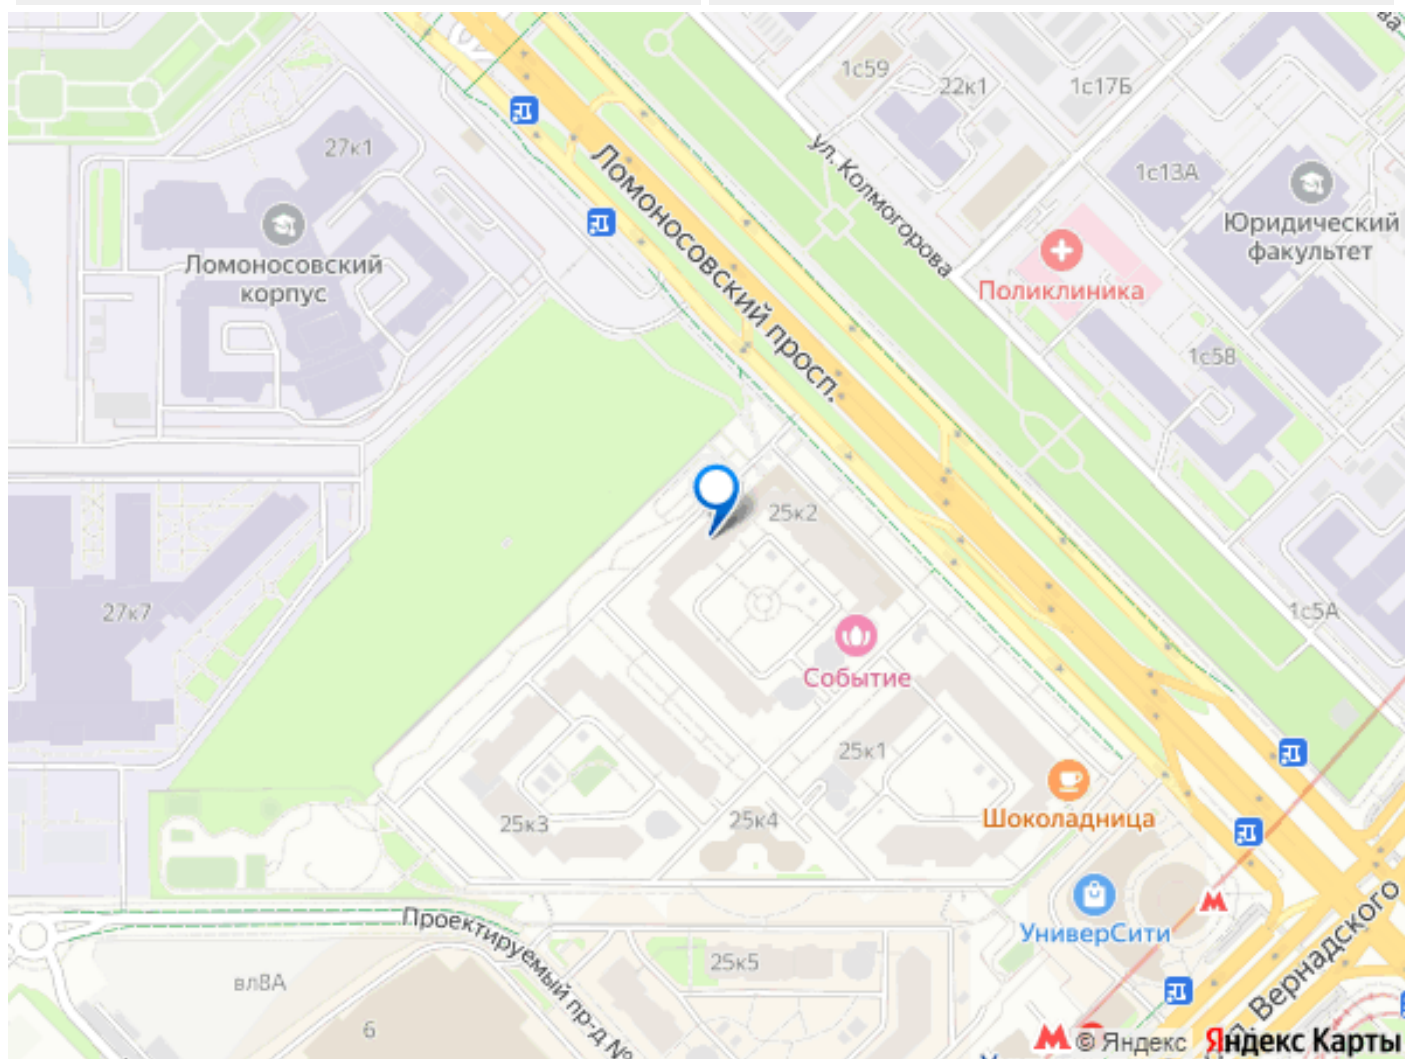 1с59
22к1
1с17Б
27к1
Ломоносовский просп.
ул. Колмогорова
1с13А
Юридический
факультет
Ломоносовский
корпус
Поликлиника
1с58
25к2
27к7
1с5А
Событие
25к1
Шоколадница
25к3
25к4
УниверСити
Проектируемый пр-д №
25к5
вл8А
6
Вернадского
© Яндекс Яндекс Карты